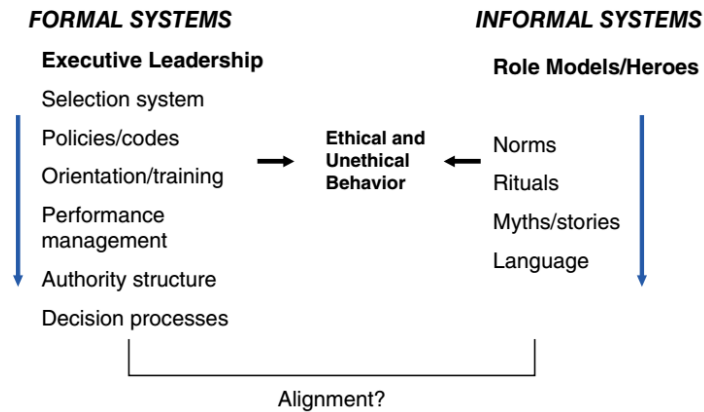 FORMAL SYSTEMS
Executive Leadership
Selection system
Policies/codes
Orientation/training
Performance
management
Authority structure
Decision processes
Ethical and
Unethical
Behavior
INFORMAL SYSTEMS
Role Models/Heroes
Norms
Rituals
Myths/stories
Language
Alignment?